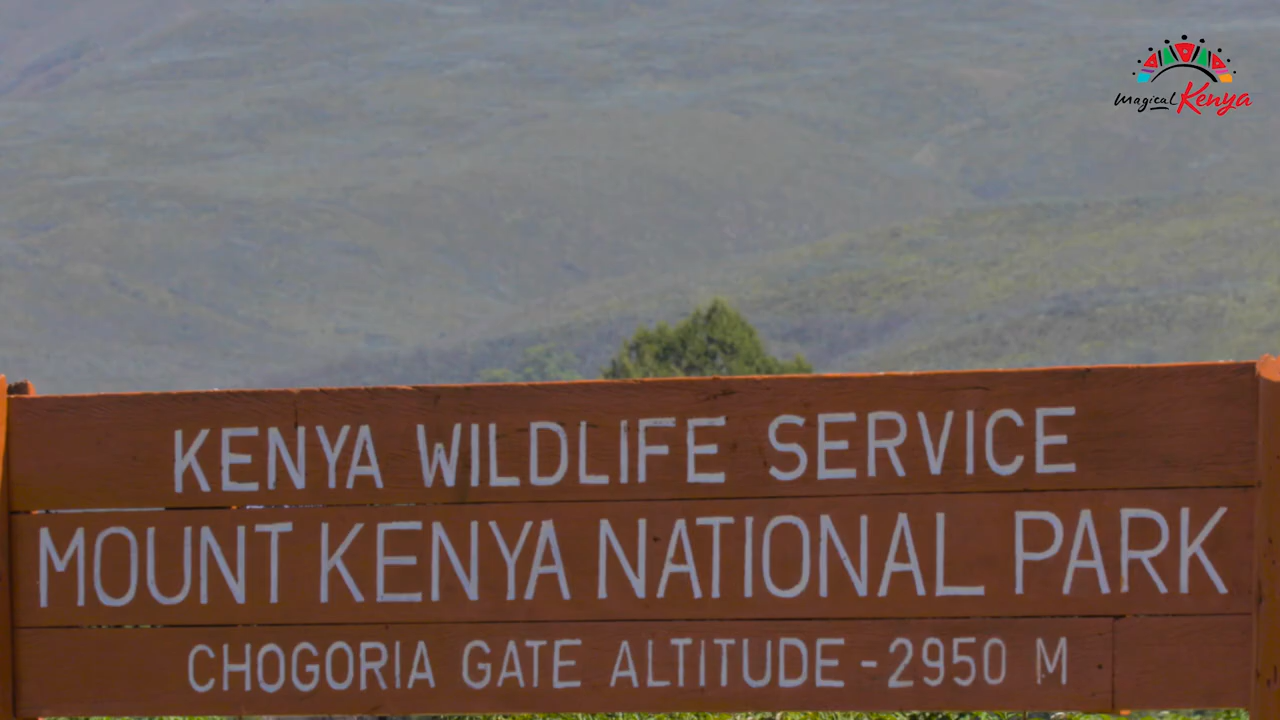 Magical Kenya
KENYA WILDLIFE SERVICE
MOUNT KENYA NATIONAL PARK
CHOGORIA GATE ALTITUDE - 2950 M